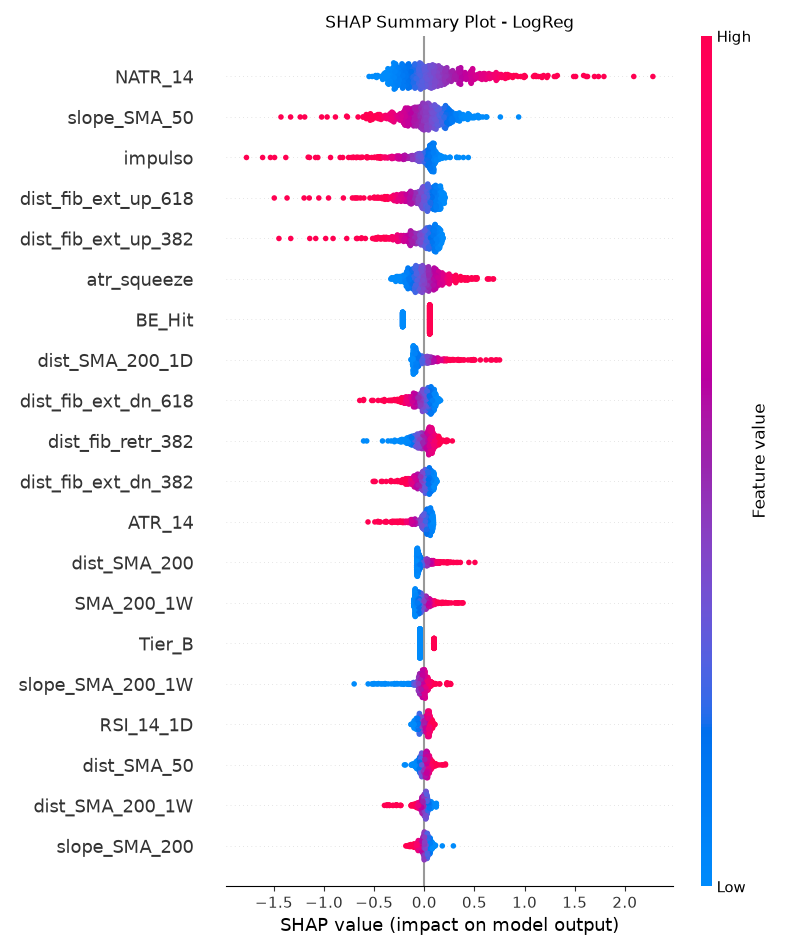 SHAP Summary Plot - LogReg
High
NATR_14
slope_SMA_50
impulso
dist_fib_ext_up_618
dist_fib_ext_up_382
atr_squeeze
BE_Hit
dist_SMA_200_1D
dist_fib_ext_dn_618
dist_fib_retr_382
dist_fib_ext_dn_382
ATR_14
dist_SMA_200
SMA_200_1W
Tier_B
slope_SMA_200_1W
RSI_14_1D
dist_SMA_50
dist_SMA_200_1W
slope_SMA_200
Feature value
Low
−1.5 −1.0 −0.5 0.0 0.5 1.0 1.5 2.0
SHAP value (impact on model output)